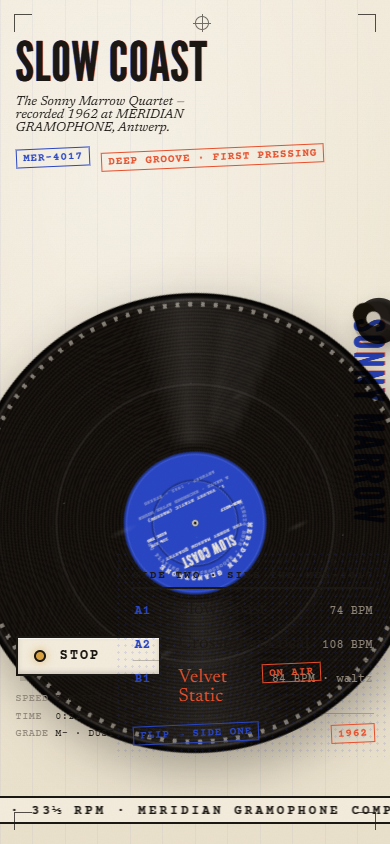 SLOW COAST
The Sonny Marrow Quartet –
recorded 1962 at MERIDIAN
GRAMOPHONE, Antwerp.
MER-4017
DEEP GROOVE · FIRST PRESSING
SONNY MARROW
SLOW COAST
A1 74 BPM
A2 108 BPM
STOP
B1 Velvet Static 84 BPM · waltz
ON AIR
SPEED
TIME
GRADE M- ·
FLIP · SIDE ONE
1962
· 33⅓ RPM · MERIDIAN GRAMOPHONE COMP